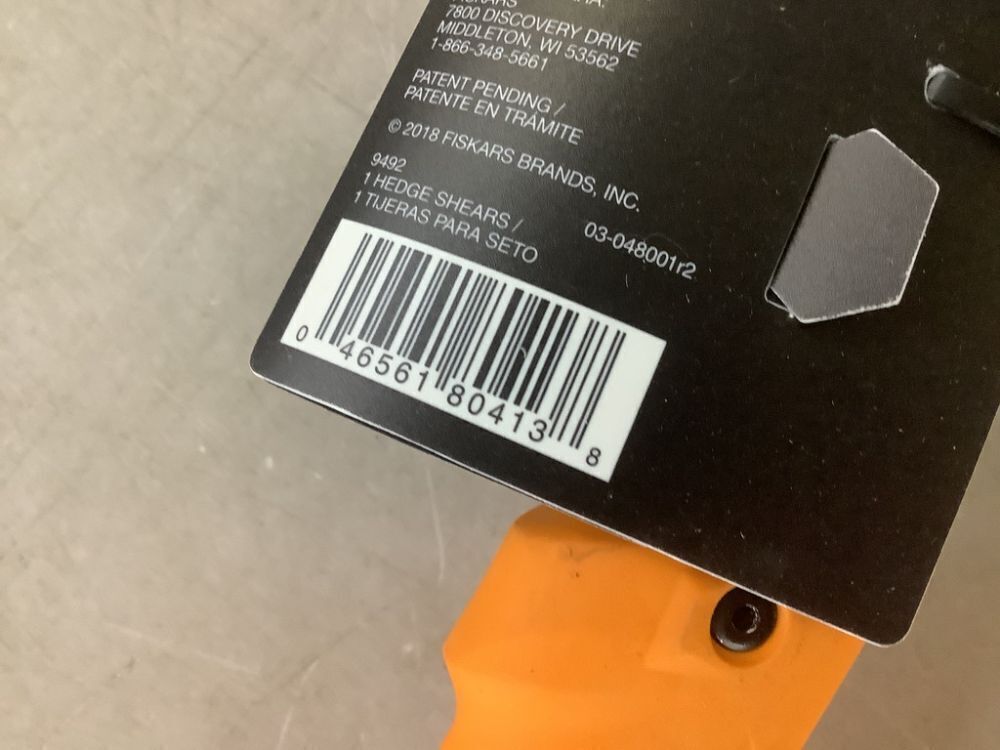 FISKARS
7800 DISCOVERY DRIVE
MIDDLETON, WI 53562
1-866-348-5661
PATENT PENDING /
PATENTE EN TRAMITE
© 2018 FISKARS BRANDS, INC.
9492
1 HEDGE SHEARS /
1 TIJERAS PARA SETO
03-048001r2
0 46561 80413 8